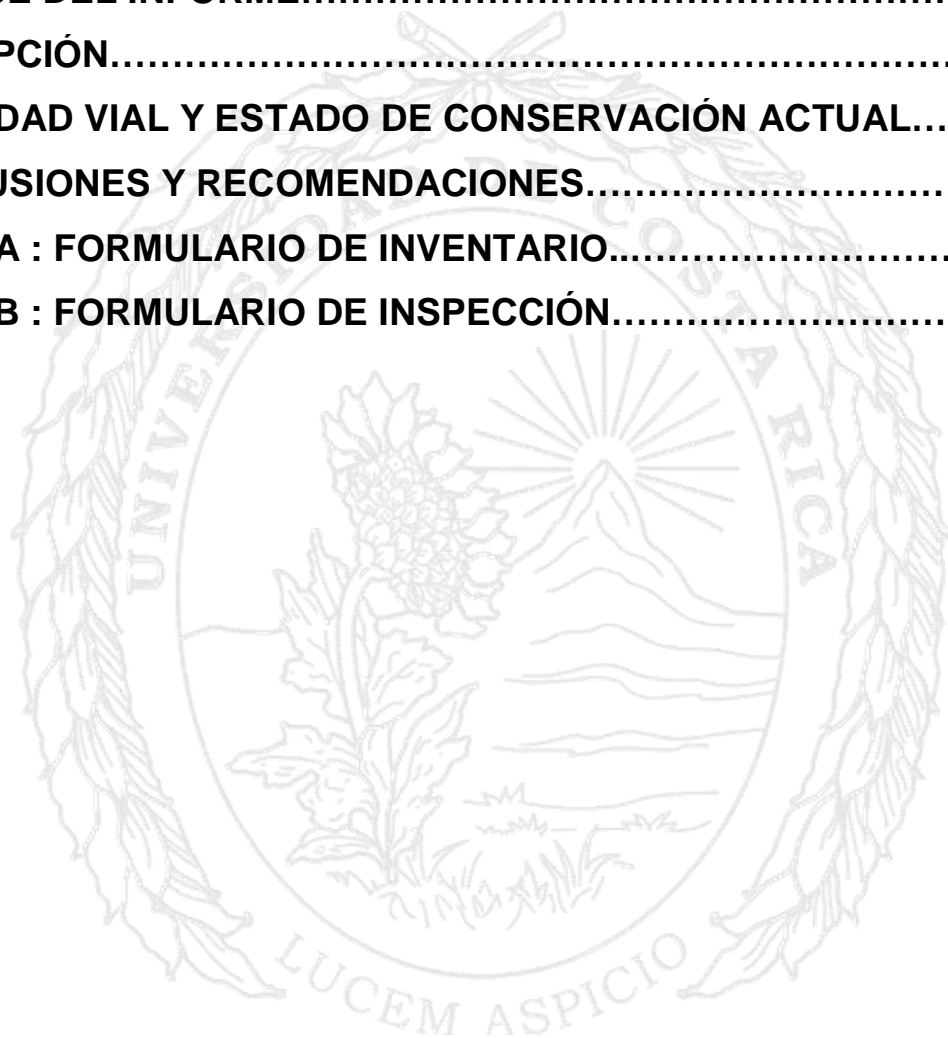 PCIÓN……………………………………………………………
DAD VIAL Y ESTADO DE CONSERVACIÓN ACTUAL…
USIONES Y RECOMENDACIONES…………………………
A : FORMULARIO DE INVENTARIO..………………………
B : FORMULARIO DE INSPECCIÓN………………………
UNIVERSIDAD DE COSTA RICA
LUCEM ASPICIO